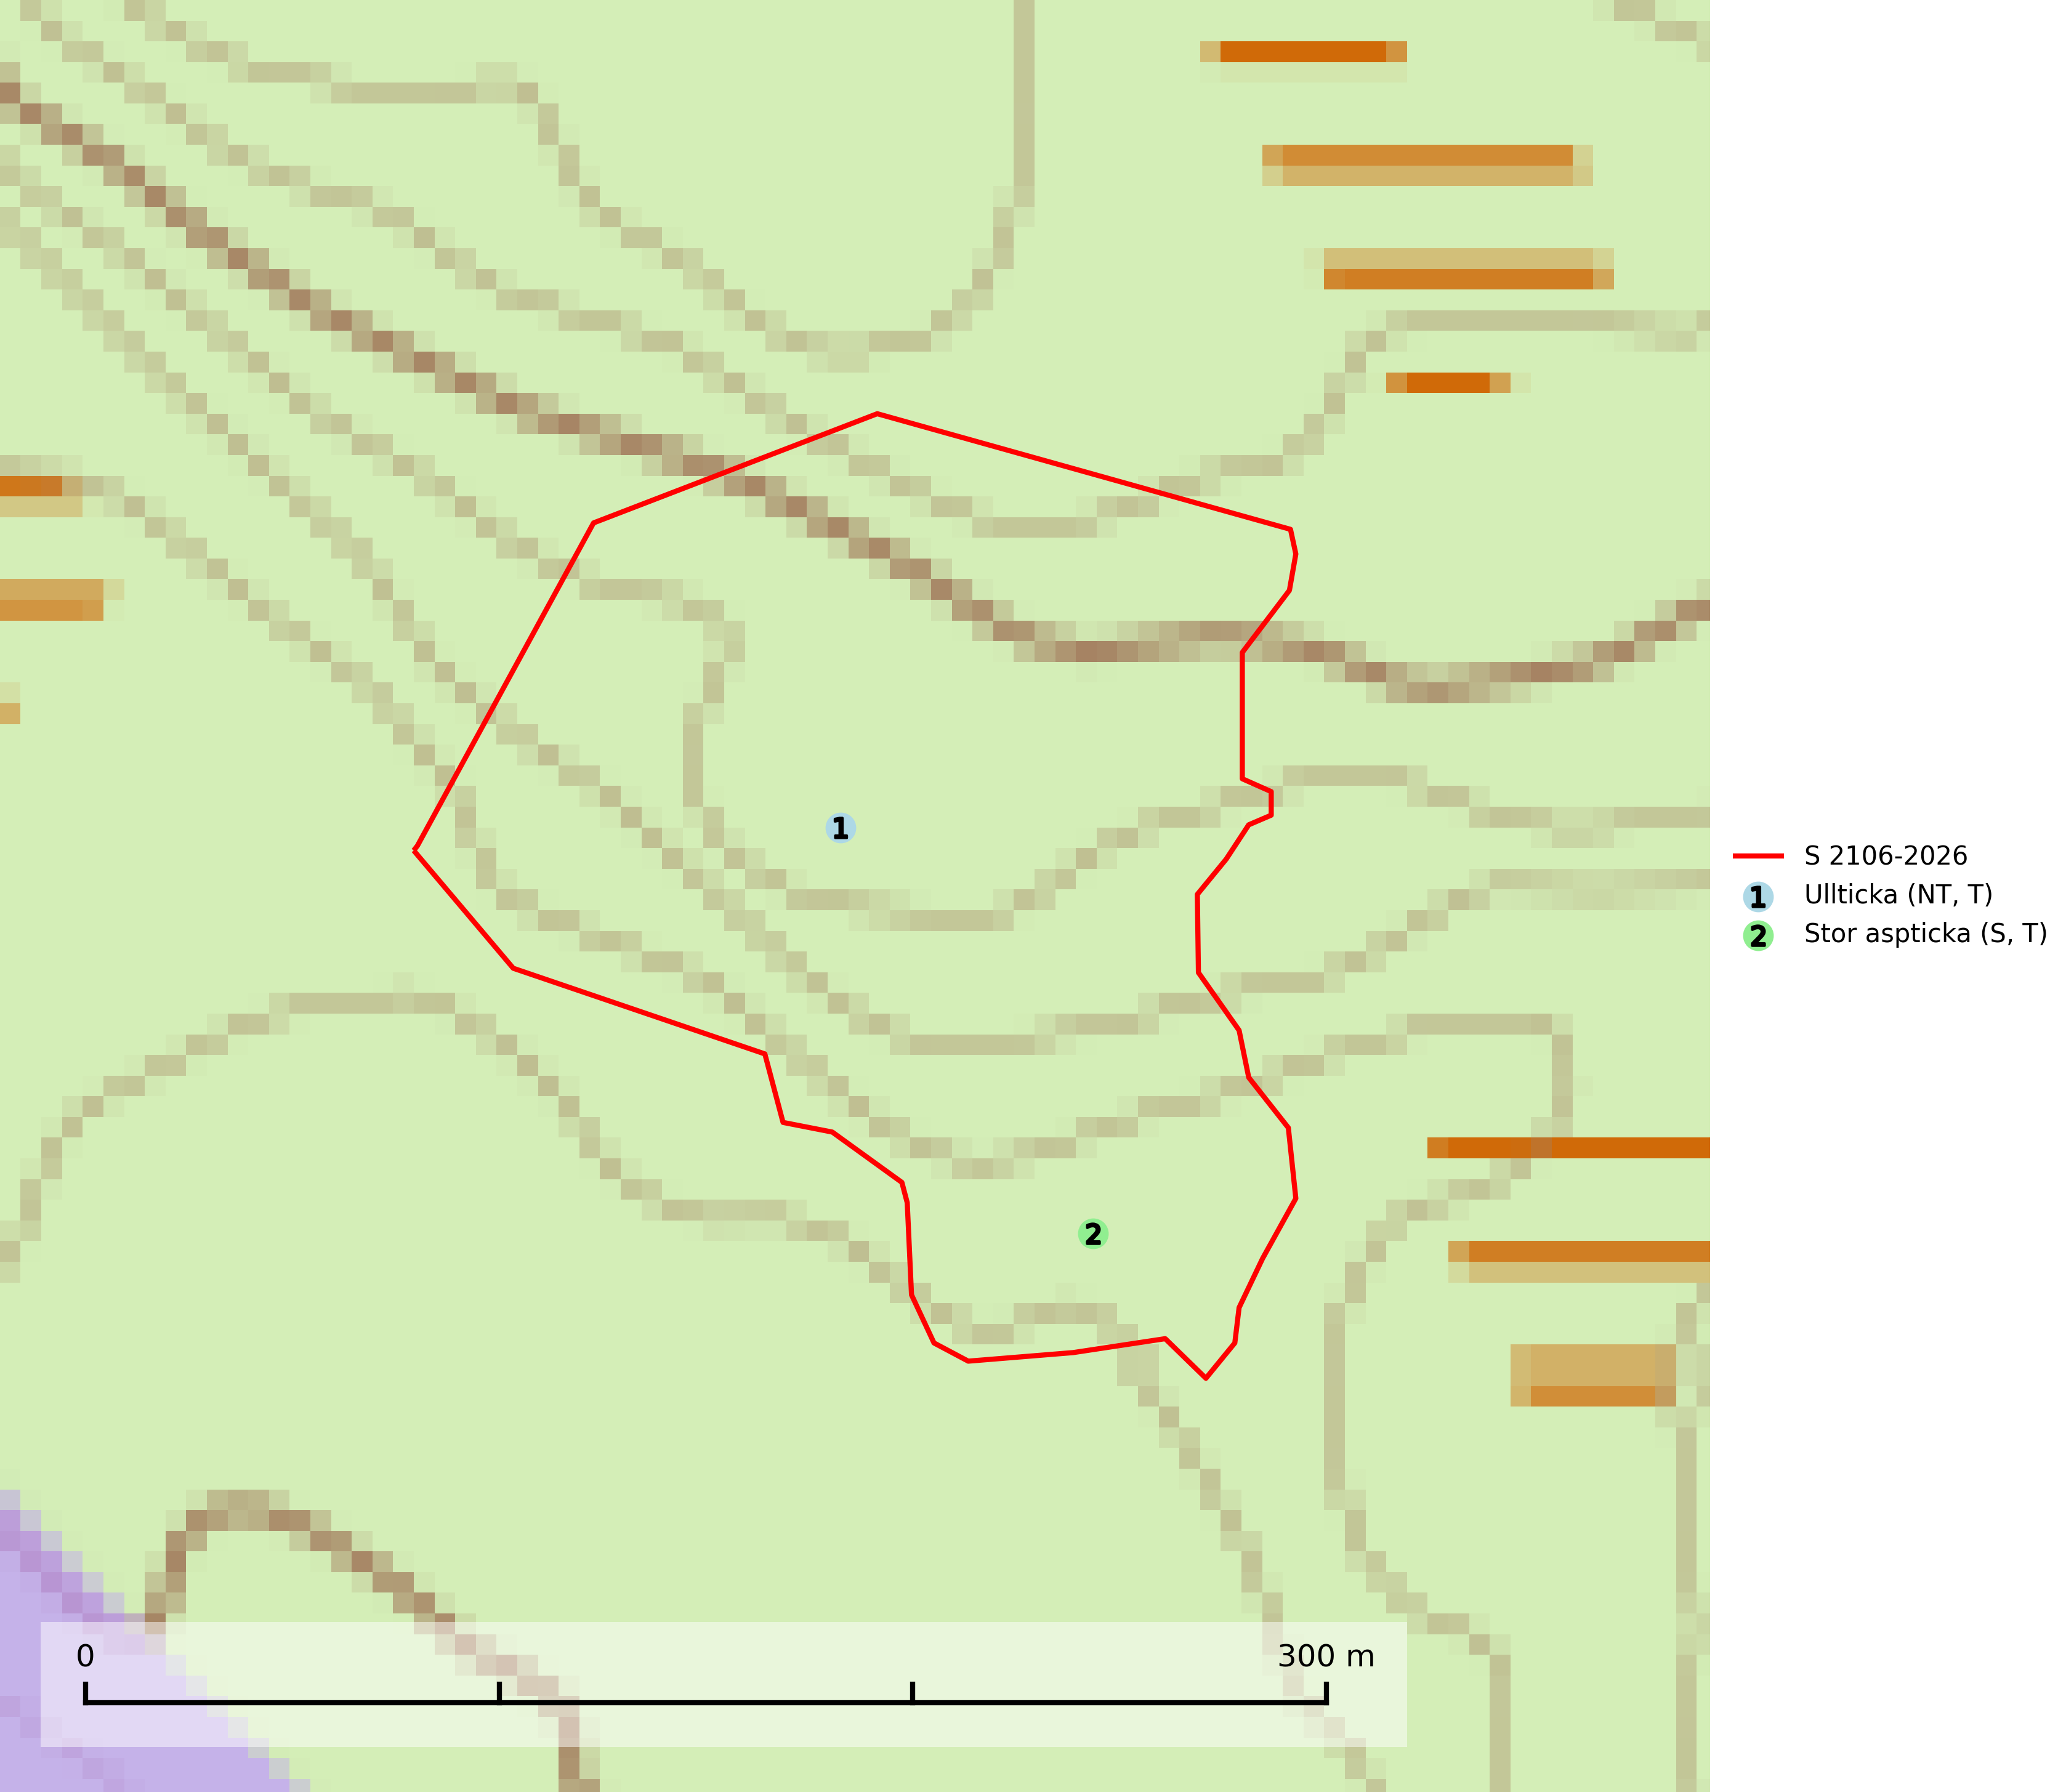 1
2
S 2106-2026
1 Ullticka (NT, T)
2 Stor aspticka (S, T)
0 300 m